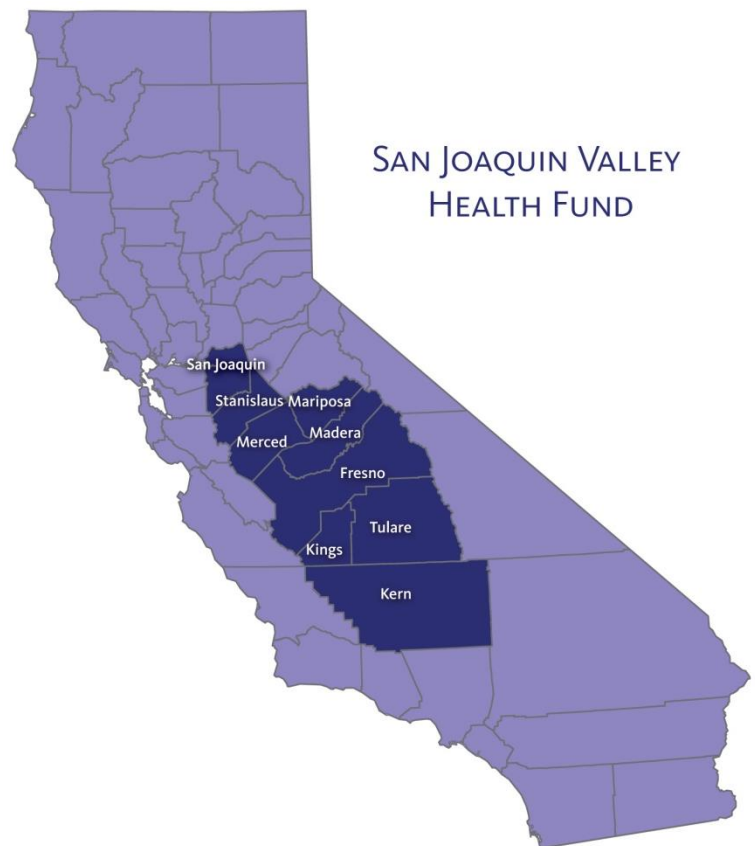 San Joaquin Valley
Health Fund
San Joaquin
Stanislaus
Mariposa
Merced
Madera
Fresno
Kings
Tulare
Kern